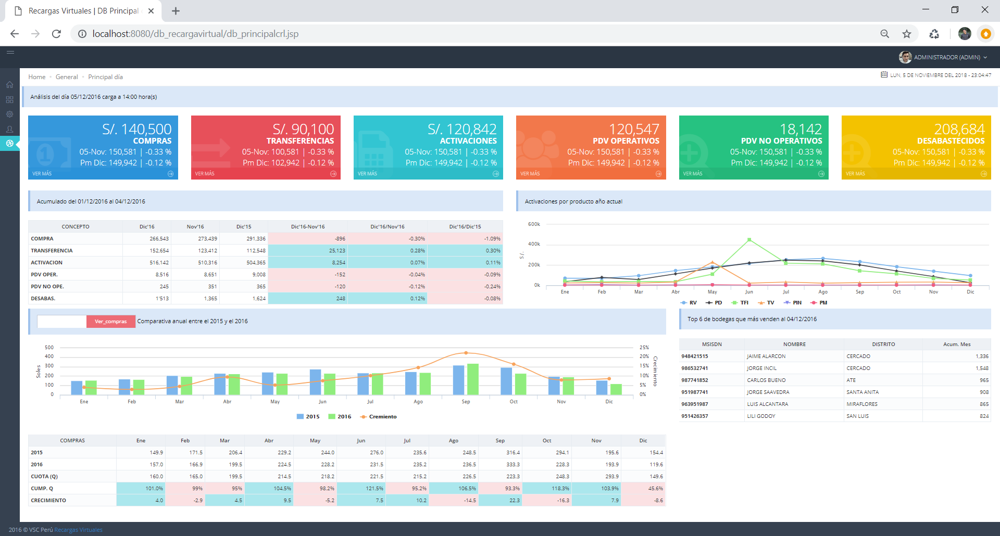 Recargas Virtuales | DB Principal
localhost:8080/db_recargavirtual/db_principalcrl.jsp
ADMINISTRADOR (ADMIN)
Home General Principal día
LUN, 5 DE NOVIEMBRE DEL 2018 - 23:04:47
Análisis del día 05/12/2016 carga a 14:00 hora(s)
S/. 140,500
COMPRAS
05-Nov: 150,581 | -0.33 %
Pm Dic: 149,942 | -0.12 %
VER MÁS
S/. 90,100
TRANSFERENCIAS
05-Nov: 100,581 | -0.33 %
Pm Dic: 102,942 | -0.12 %
VER MÁS
S/. 120,842
ACTIVACIONES
05-Nov: 150,581 | -0.33 %
Pm Dic: 149,942 | -0.12 %
VER MÁS
120,547
PDV OPERATIVOS
05-Nov: 150,581 | -0.33 %
Pm Dic: 149,942 | -0.12 %
VER MÁS
18,142
PDV NO OPERATIVOS
05-Nov: 150,581 | -0.33 %
Pm Dic: 149,942 | -0.12 %
VER MÁS
208,684
DESABASTECIDOS
05-Nov: 150,581 | -0.33 %
Pm Dic: 149,942 | -0.12 %
VER MÁS
Acumulado del 01/12/2016 al 04/12/2016
CONCEPTO Dic'16 Nov'16 Dic'15 Dic'16-Nov'16 Dic'16/Nov'16 Dic'16/Dic'15
COMPRA 266,543 273,439 291,336 -896 -0.30% -1.09%
TRANSFERENCIA 152,654 123,412 112,548 25,123 0.28% 0.30%
ACTIVACION 516,142 510,316 504,365 8,254 0.07% 0.11%
PDV OPER. 8,516 8,651 9,008 -152 -0.04% -0.09%
PDV NO OPE. 245 351 365 -120 -0.12% -0.24%
DESABAS. 1'513 1,365 1,624 248 0.12% -0.08%
Activaciones por producto año actual
S/.
600k
400k
200k
0k
Ene Feb Mar Abr May Jun Jul Ago Sep Oct Nov Dic
RV PD TFI TV PIN PM
Ver_compras Comparativa anual entre el 2015 y el 2016
Soles
500
400
300
200
100
0
25%
20%
15%
10%
5%
0%
Crecimiento
Ene Feb Mar Abr May Jun Jul Ago Sep Oct Nov Dic
2015 2016 Cremiento
Top 6 de bodegas que más venden al 04/12/2016
MSISDN NOMBRE DISTRITO Acum. Mes
948421515 JAIME ALARCON CERCADO 1,336
986532741 JORGE INCIL CERCADO 1,548
987741852 CARLOS BUENO ATE 965
951987741 JORGE SAAVEDRA SANTA ANITA 908
963951987 LUIS ALCANTARA MIRAFLORES 865
951426357 LILI GODOY SAN LUIS 824
COMPRAS Ene Feb Mar Abr May Jun Jul Ago Sep Oct Nov Dic
2015 149.9 171.5 206.4 229.2 244.0 276.0 235.6 248.5 316.4 294.1 195.6 154.4
2016 157.0 166.9 199.5 224.5 228.2 231.5 235.2 236.5 333.3 228.3 193.9 119.6
CUOTA (Q) 160.0 165.0 199.5 214.5 218.2 221.5 215.2 226.5 223.3 248.3 293.9 149.6
CUMP. Q 101.0% 99% 95% 104.5% 98.2% 121.5% 95.2% 106.5% 93.3% 118.3% 103.9% 45.6%
CRECIMIENTO 4.0 -2.9 4.5 9.5 -5.2 7.5 10.2 -14.5 22.3 -16.3 7.9 -8.6
2016 © VSC Perú Recargas Virtuales